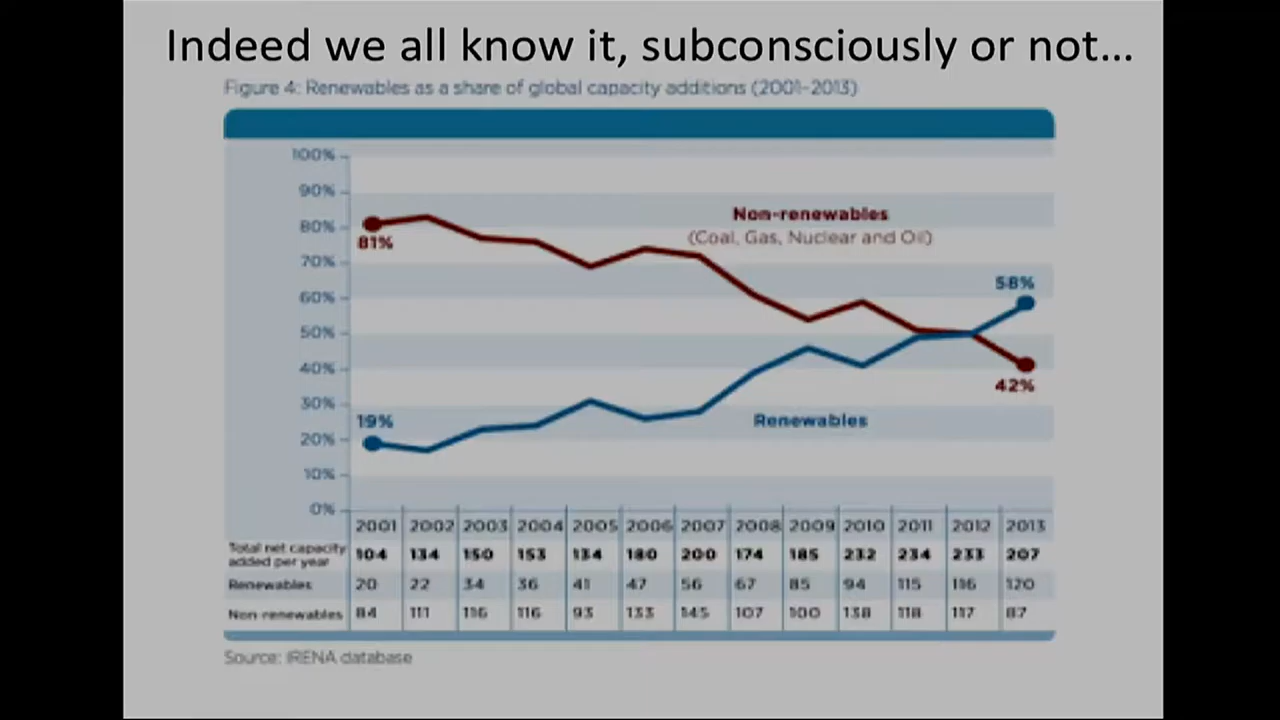 Indeed we all know it, subconsciously or not...
Figure 4: Renewables as a share of global capacity additions (2001-2013)
100%
90%
80%
70%
60%
50%
40%
30%
20%
10%
0%
Non-renewables
(Coal, Gas, Nuclear and Oil)
81%
58%
42%
19%
Renewables
2001 2002 2003 2004 2005 2006 2007 2008 2009 2010 2011 2012 2013
Total net capacity
added per year 104 134 150 153 134 180 200 174 185 232 234 233 207
Renewables 20 22 34 36 41 47 56 67 85 94 115 116 120
Non-renewables 84 111 116 116 93 133 145 107 100 138 118 117 87
Source: IRENA database